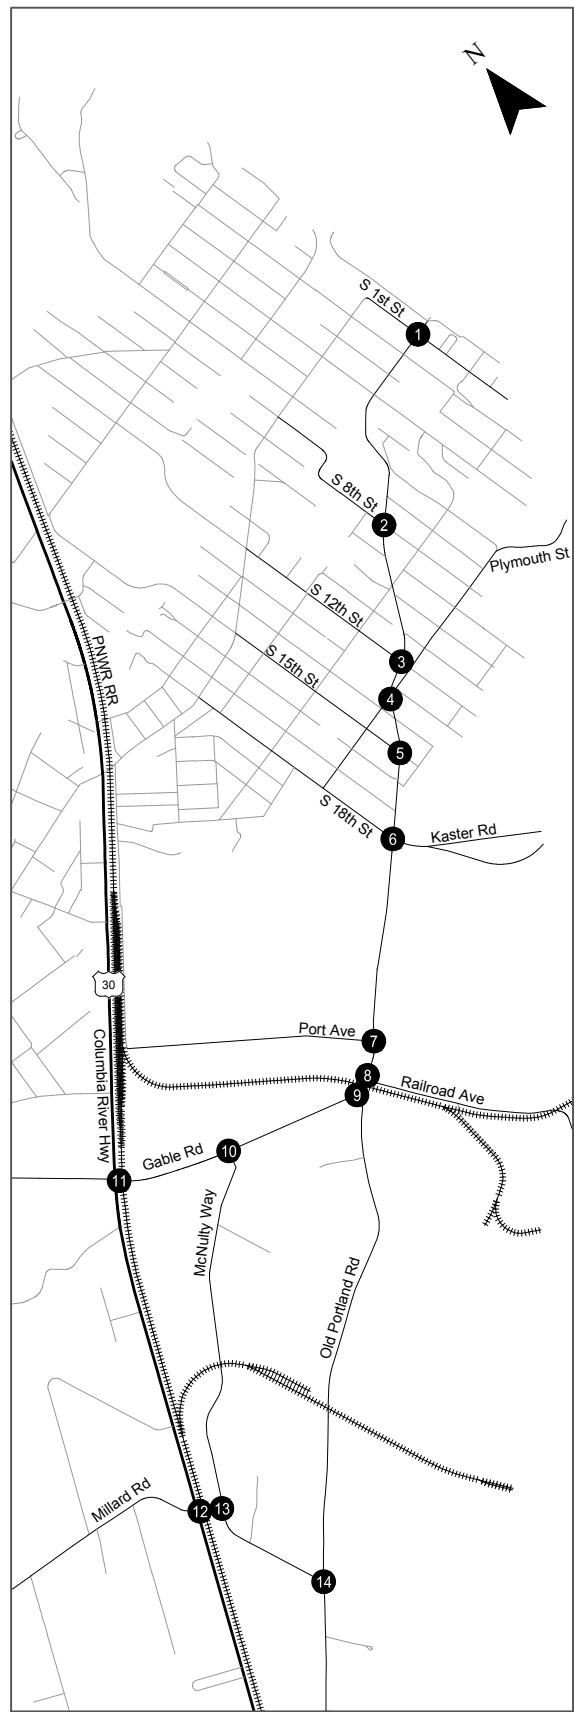 N
S 1st St
1
S 8th St
2
Plymouth St
S 12th St
3
PNWR RR
S 15th St
4
5
S 18th St
6
Kaster Rd
30
Port Ave
7
8
Railroad Ave
9
Columbia River Hwy
Gable Rd
10
11
McNulty Way
Old Portland Rd
Millard Rd
12
13
14